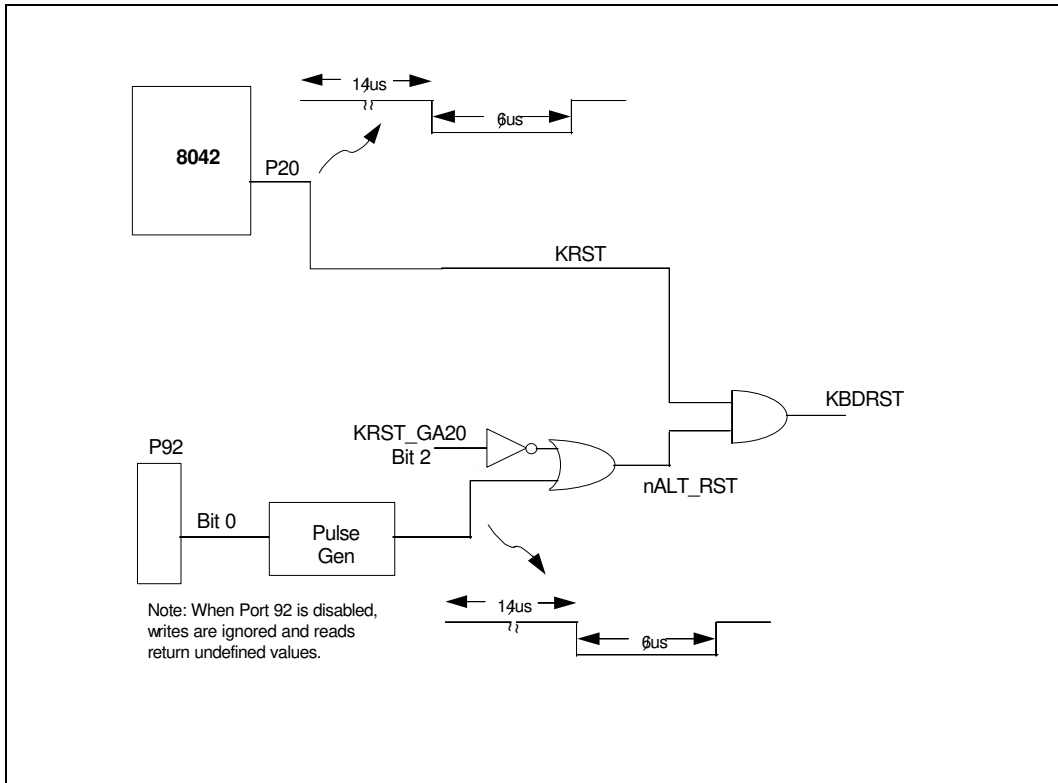 14us
6us
8042
P20
KRST
KBDRST
KRST_GA20
Bit 2
nALT_RST
P92
Bit 0
Pulse
Gen
14us
6us
Note: When Port 92 is disabled,
writes are ignored and reads
return undefined values.